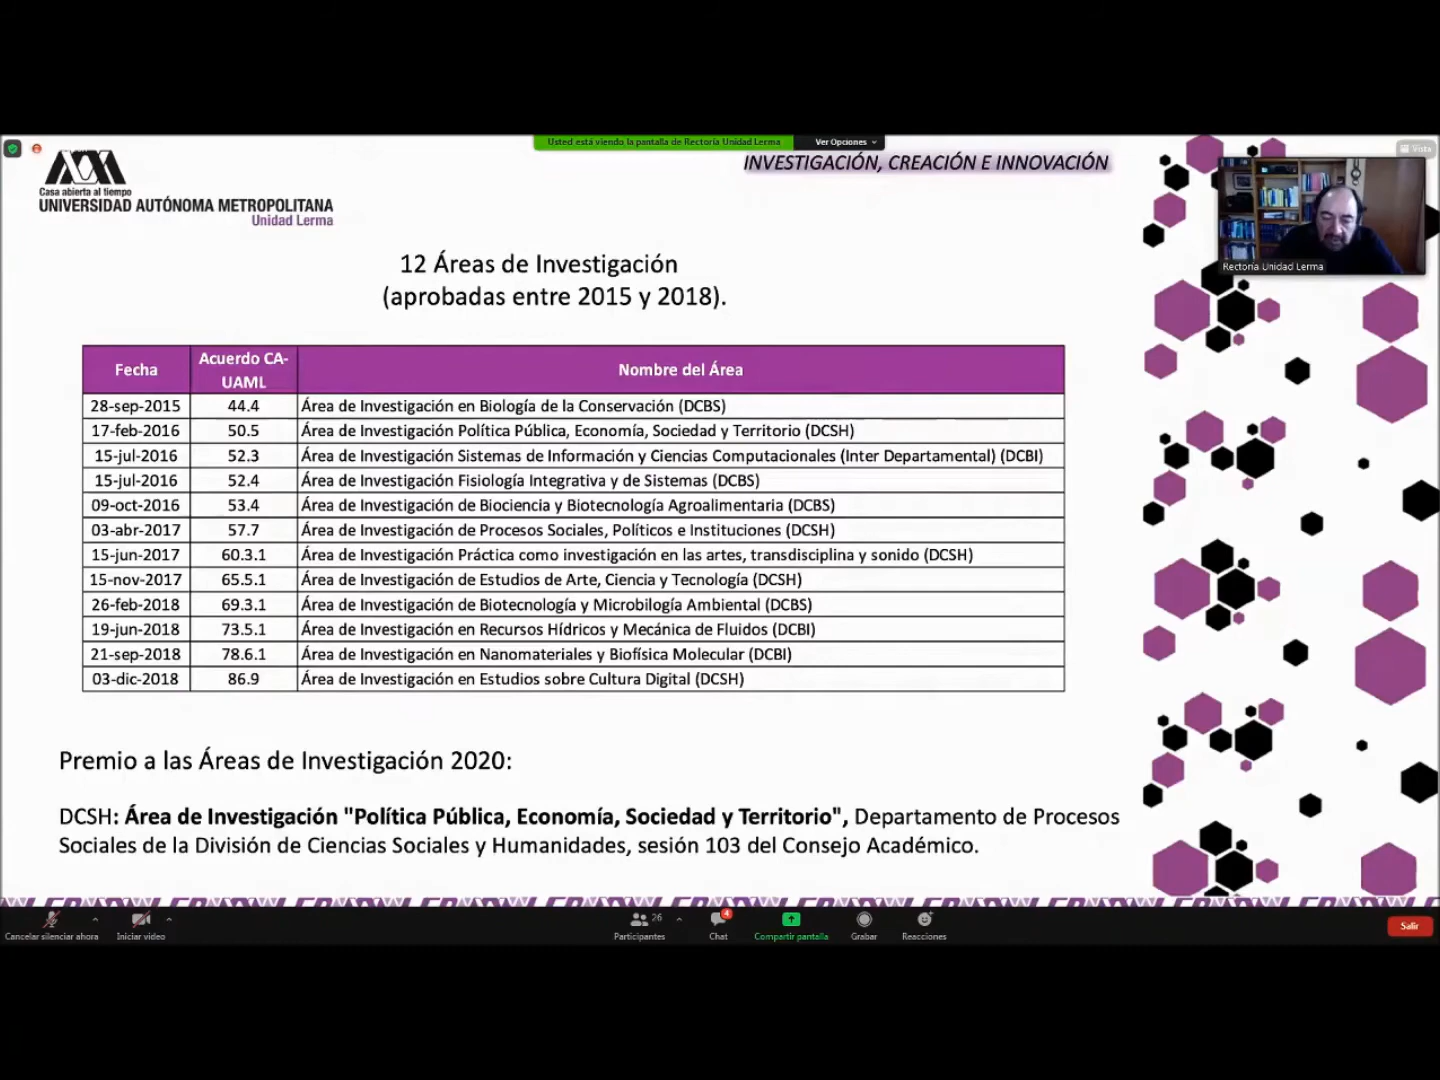 Usted está viendo la pantalla de Rectoría Unidad Lerma
Ver Opciones
Vista
INVESTIGACIÓN, CREACIÓN E INNOVACIÓN
Casa abierta al tiempo
UNIVERSIDAD AUTÓNOMA METROPOLITANA
Unidad Lerma
Rectoría Unidad Lerma
12 Áreas de Investigación
(aprobadas entre 2015 y 2018).
Fecha Acuerdo CA-UAML Nombre del Área
28-sep-2015 44.4 Área de Investigación en Biología de la Conservación (DCBS)
17-feb-2016 50.5 Área de Investigación Política Pública, Economía, Sociedad y Territorio (DCSH)
15-jul-2016 52.3 Área de Investigación Sistemas de Información y Ciencias Computacionales (Inter Departamental) (DCBI)
15-jul-2016 52.4 Área de Investigación Fisiología Integrativa y de Sistemas (DCBS)
09-oct-2016 53.4 Área de Investigación de Biociencia y Biotecnología Agroalimentaria (DCBS)
03-abr-2017 57.7 Área de Investigación de Procesos Sociales, Políticos e Instituciones (DCSH)
15-jun-2017 60.3.1 Área de Investigación Práctica como investigación en las artes, transdisciplina y sonido (DCSH)
15-nov-2017 65.5.1 Área de Investigación de Estudios de Arte, Ciencia y Tecnología (DCSH)
26-feb-2018 69.3.1 Área de Investigación de Biotecnología y Microbilogía Ambiental (DCBS)
19-jun-2018 73.5.1 Área de Investigación en Recursos Hídricos y Mecánica de Fluidos (DCBI)
21-sep-2018 78.6.1 Área de Investigación en Nanomateriales y Biofísica Molecular (DCBI)
03-dic-2018 86.9 Área de Investigación en Estudios sobre Cultura Digital (DCSH)
Premio a las Áreas de Investigación 2020:
DCSH: Área de Investigación "Política Pública, Economía, Sociedad y Territorio", Departamento de Procesos
Sociales de la División de Ciencias Sociales y Humanidades, sesión 103 del Consejo Académico.
Cancelar silenciar ahora
Iniciar video
26
Participantes
4
Chat
Compartir pantalla
Grabar
Reacciones
Salir